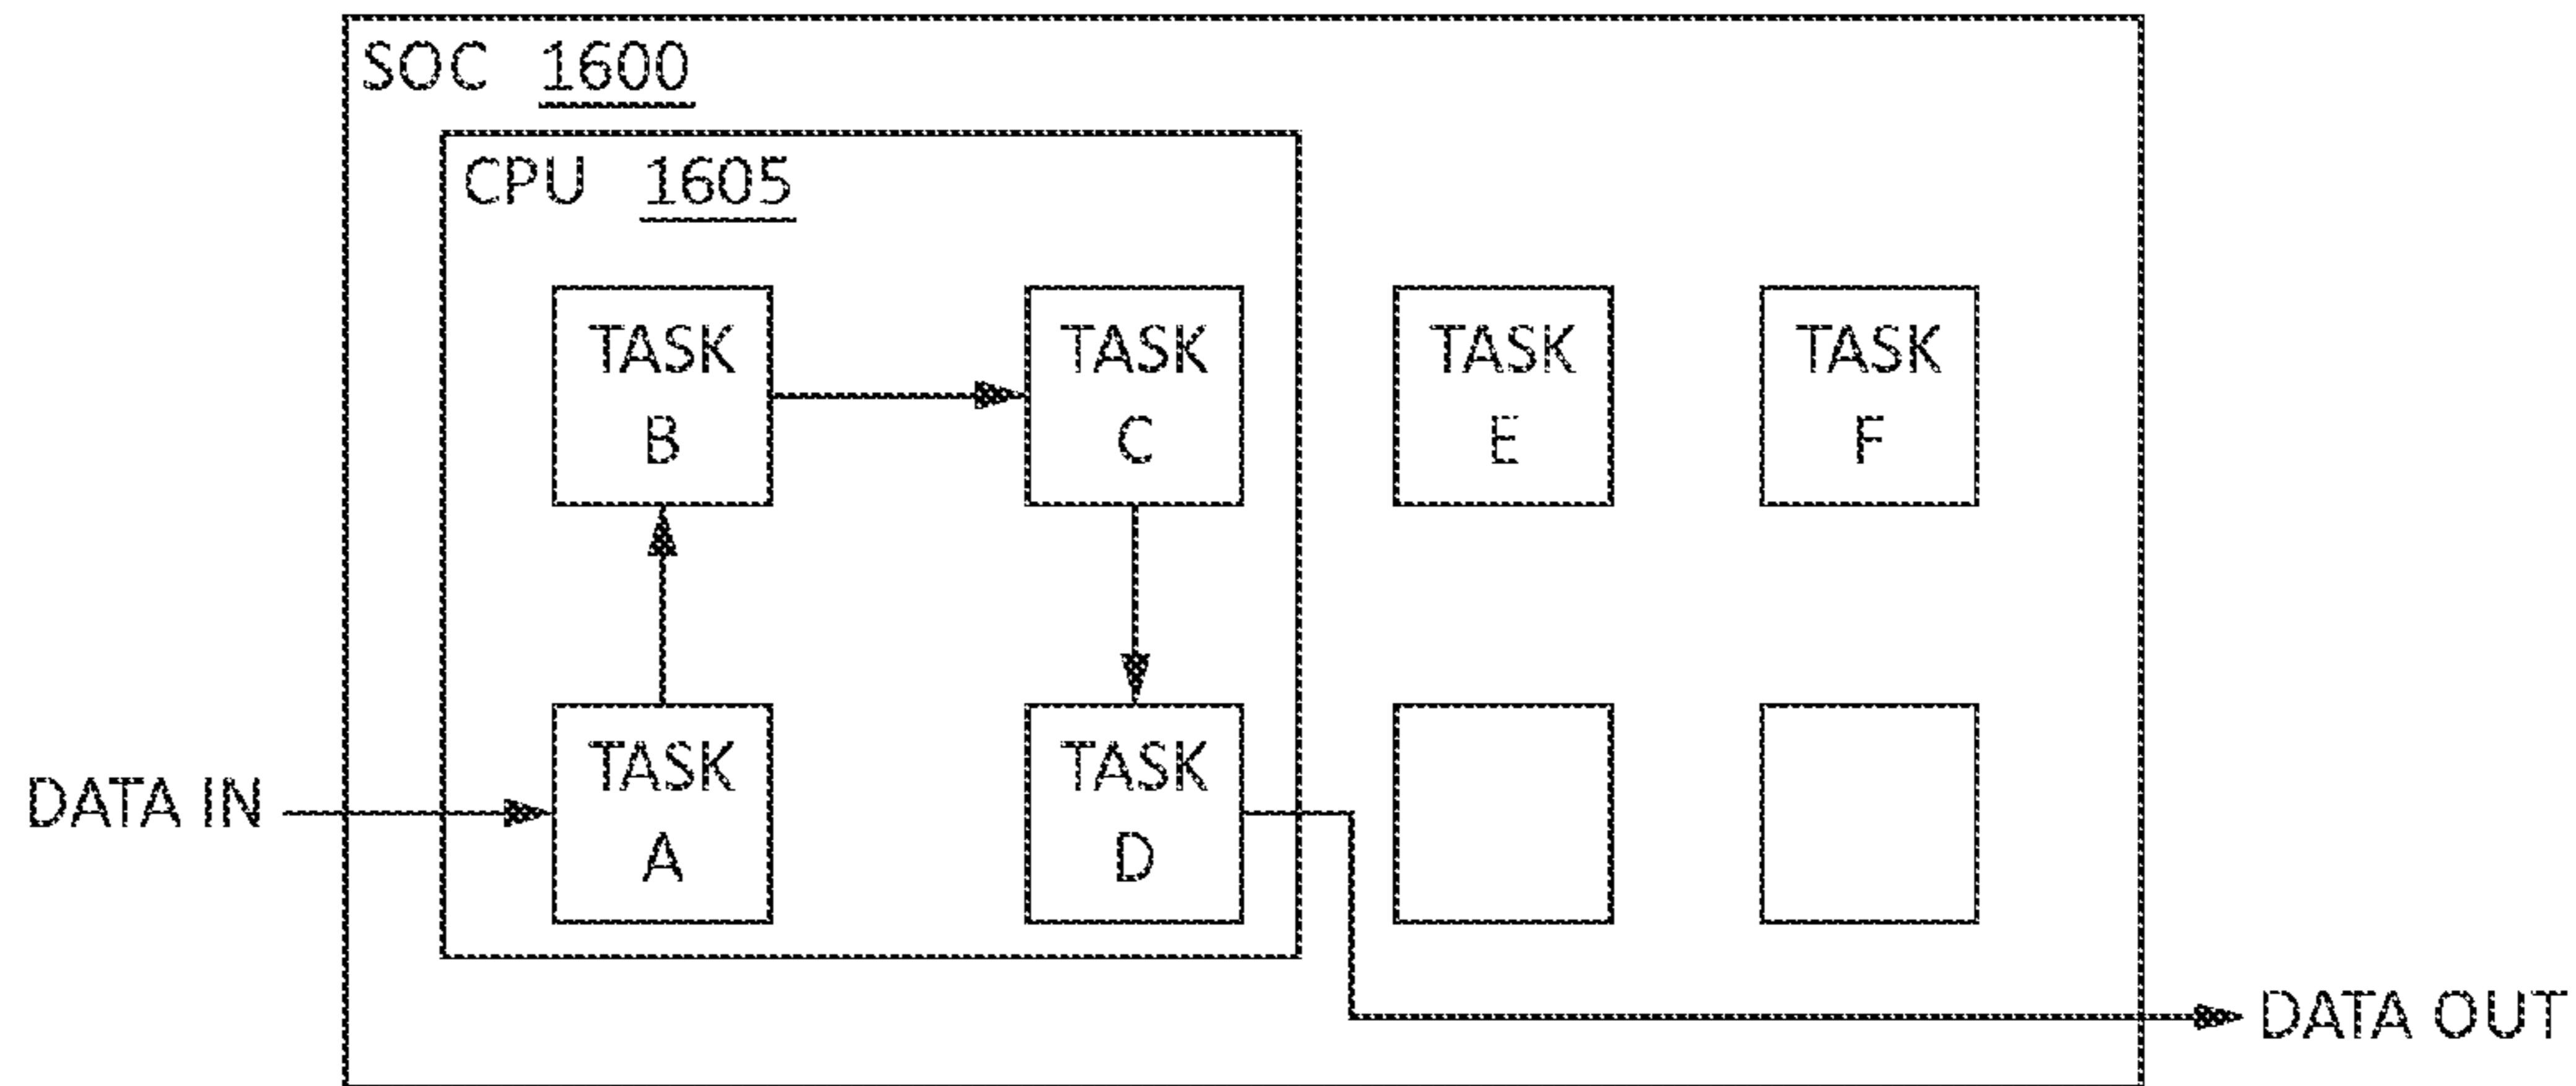 SOC 1600
CPU 1605
TASK
B
TASK
C
TASK
E
TASK
F
DATA IN
TASK
A
TASK
D
DATA OUT